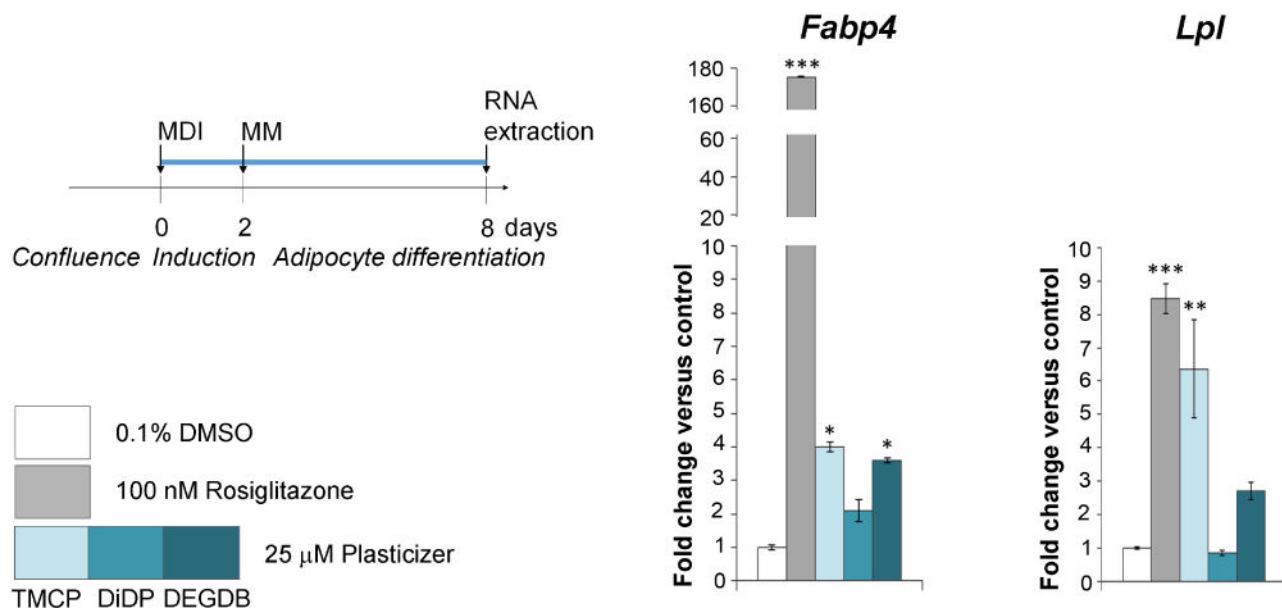 MDI
MM
RNA
extraction
0
2
8 days
Confluence Induction Adipocyte differentiation
0.1% DMSO
100 nM Rosiglitazone
25 μM Plasticizer
TMCP DiDP DEGDB
Fabp4
Fold change versus control
180
160
60
40
20
10
9
8
7
6
5
4
3
2
1
0
***
*
*
Lpl
Fold change versus control
10
9
8
7
6
5
4
3
2
1
0
***
**